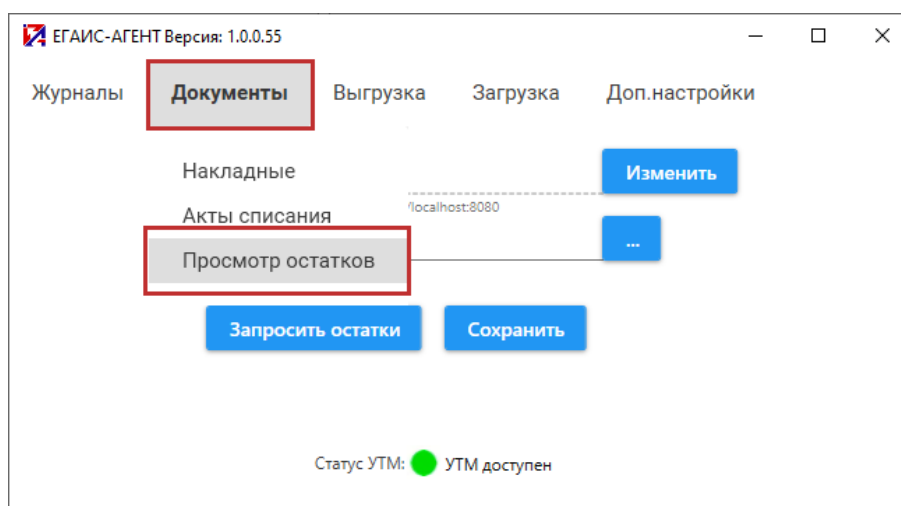 ЕГАИС-АГЕНТ Версия: 1.0.0.55
Журналы Документы Выгрузка Загрузка Доп.настройки
Накладные Изменить
/localhost:8080
Акты списания
...
Просмотр остатков
Запросить остатки Сохранить
Статус УТМ: УТМ доступен